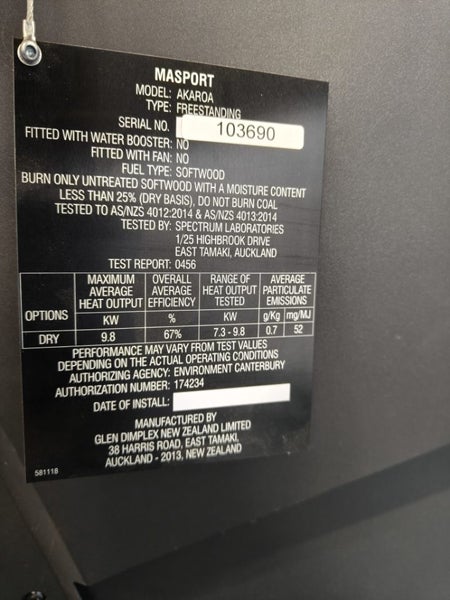 MASPORT
MODEL: AKAROA
TYPE: FREESTANDING
SERIAL NO. 103690
FITTED WITH WATER BOOSTER: NO
FITTED WITH FAN: NO
FUEL TYPE: SOFTWOOD
BURN ONLY UNTREATED SOFTWOOD WITH A MOISTURE CONTENT
LESS THAN 25% (DRY BASIS), DO NOT BURN COAL
TESTED TO AS/NZS 4012:2014 & AS/NZS 4013:2014
TESTED BY: SPECTRUM LABORATORIES
1/25 HIGHBROOK DRIVE
EAST TAMAKI, AUCKLAND
TEST REPORT: 0456
OPTIONS
MAXIMUM AVERAGE HEAT OUTPUT
OVERALL AVERAGE EFFICIENCY
RANGE OF HEAT OUTPUT TESTED
AVERAGE PARTICULATE EMISSIONS
KW % KW g/Kg mg/MJ
DRY 9.8 67% 7.3 - 9.8 0.7 52
PERFORMANCE MAY VARY FROM TEST VALUES
DEPENDING ON THE ACTUAL OPERATING CONDITIONS
AUTHORIZING AGENCY: ENVIRONMENT CANTERBURY
AUTHORIZATION NUMBER: 174234
DATE OF INSTALL:
MANUFACTURED BY
GLEN DIMPLEX NEW ZEALAND LIMITED
38 HARRIS ROAD, EAST TAMAKI,
AUCKLAND - 2013, NEW ZEALAND
581118